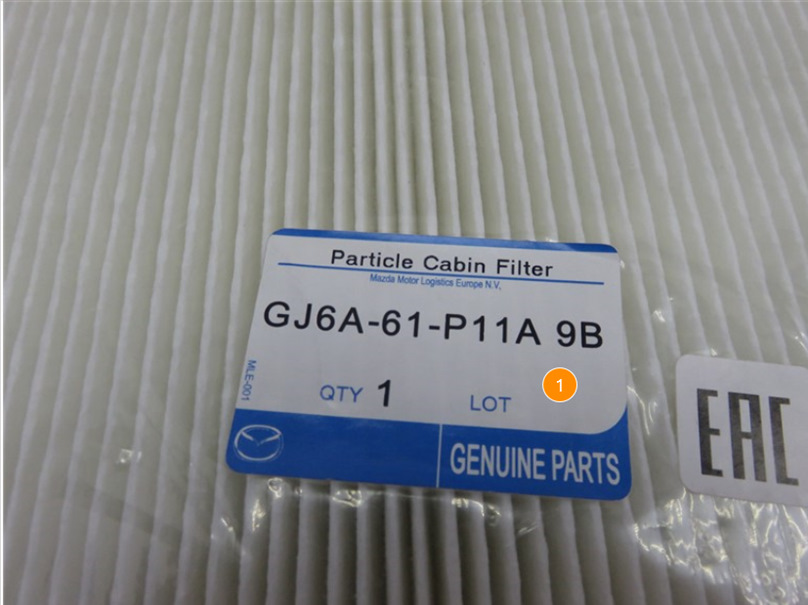 Particle Cabin Filter
Mazda Motor Logistics Europe N.V.
GJ6A-61-P11A 9B
MLE-001
QTY 1
LOT
1
GENUINE PARTS
EAC